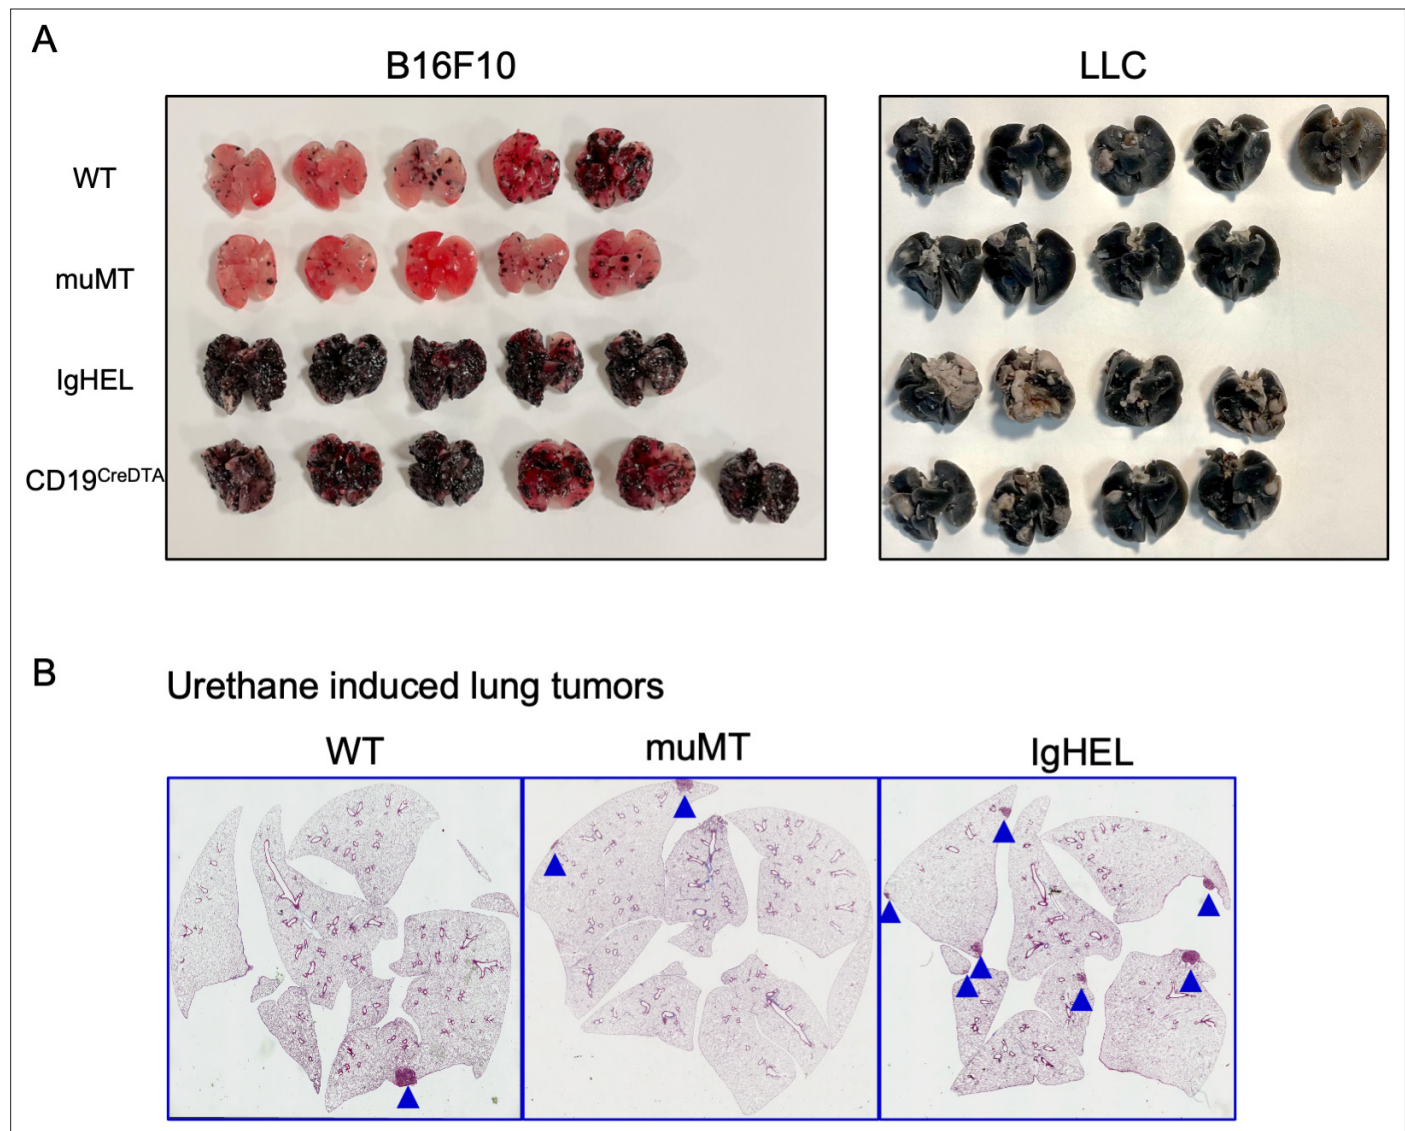 A
B16F10
LLC
WT
muMT
IgHEL
CD19CreDTA
B
Urethane induced lung tumors
WT
muMT
IgHEL